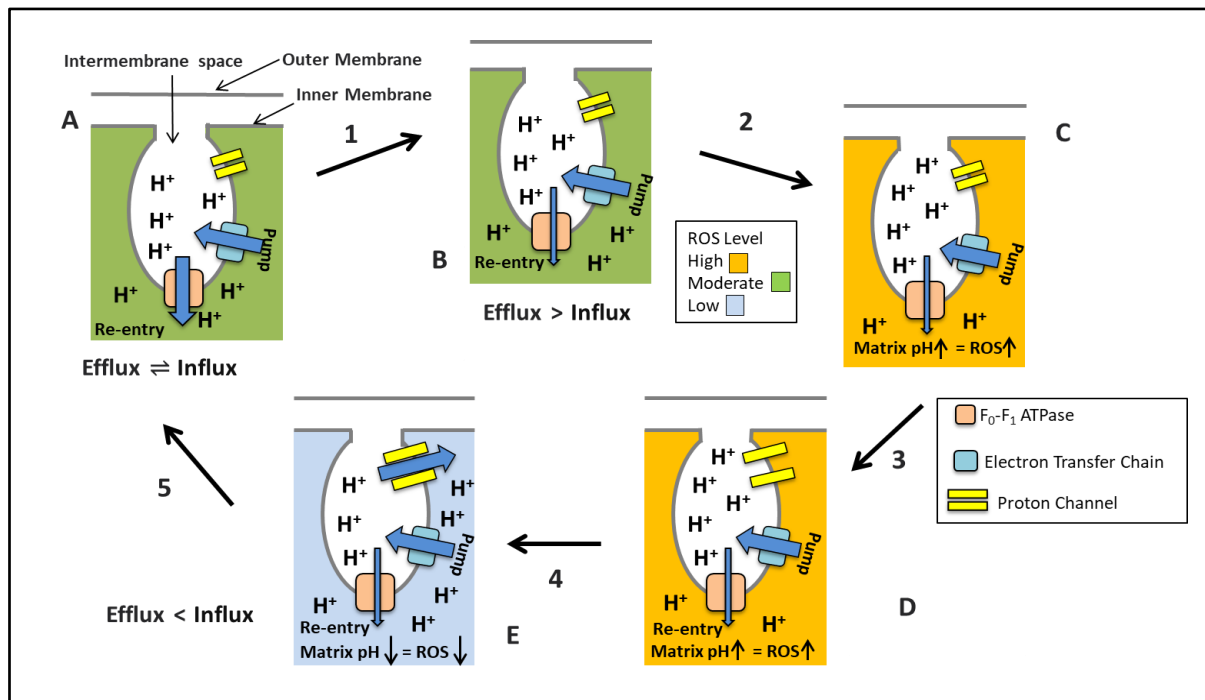 Intermembrane space
Outer Membrane
Inner Membrane
A
H⁺
H⁺
H⁺
H⁺
Pump
H⁺
H⁺
H⁺
Re-entry
Efflux ⇌ Influx
1
B
H⁺
H⁺
H⁺
H⁺
Pump
H⁺
H⁺
Re-entry
H⁺
Efflux > Influx
2
ROS Level
High
Moderate
Low
C
H⁺
H⁺
H⁺
H⁺
H⁺
Pump
H⁺
H⁺
Matrix pH↑ = ROS↑
3
F₀-F₁ ATPase
Electron Transfer Chain
Proton Channel
D
H⁺
H⁺
H⁺
H⁺
H⁺
Pump
H⁺
Re-entry
H⁺
Matrix pH↑ = ROS↑
4
E
H⁺
H⁺
H⁺
H⁺
H⁺
Pump
H⁺
H⁺
Re-entry
H⁺
Matrix pH ↓ = ROS ↓
Efflux < Influx
5